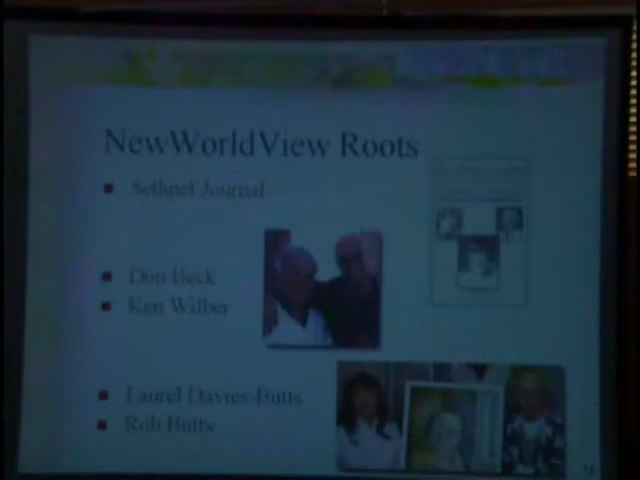 NewWorldView Roots
Sethnet Journal
Don Beck
Ken Wilber
Laurel Davies-Butts
Rob Butts